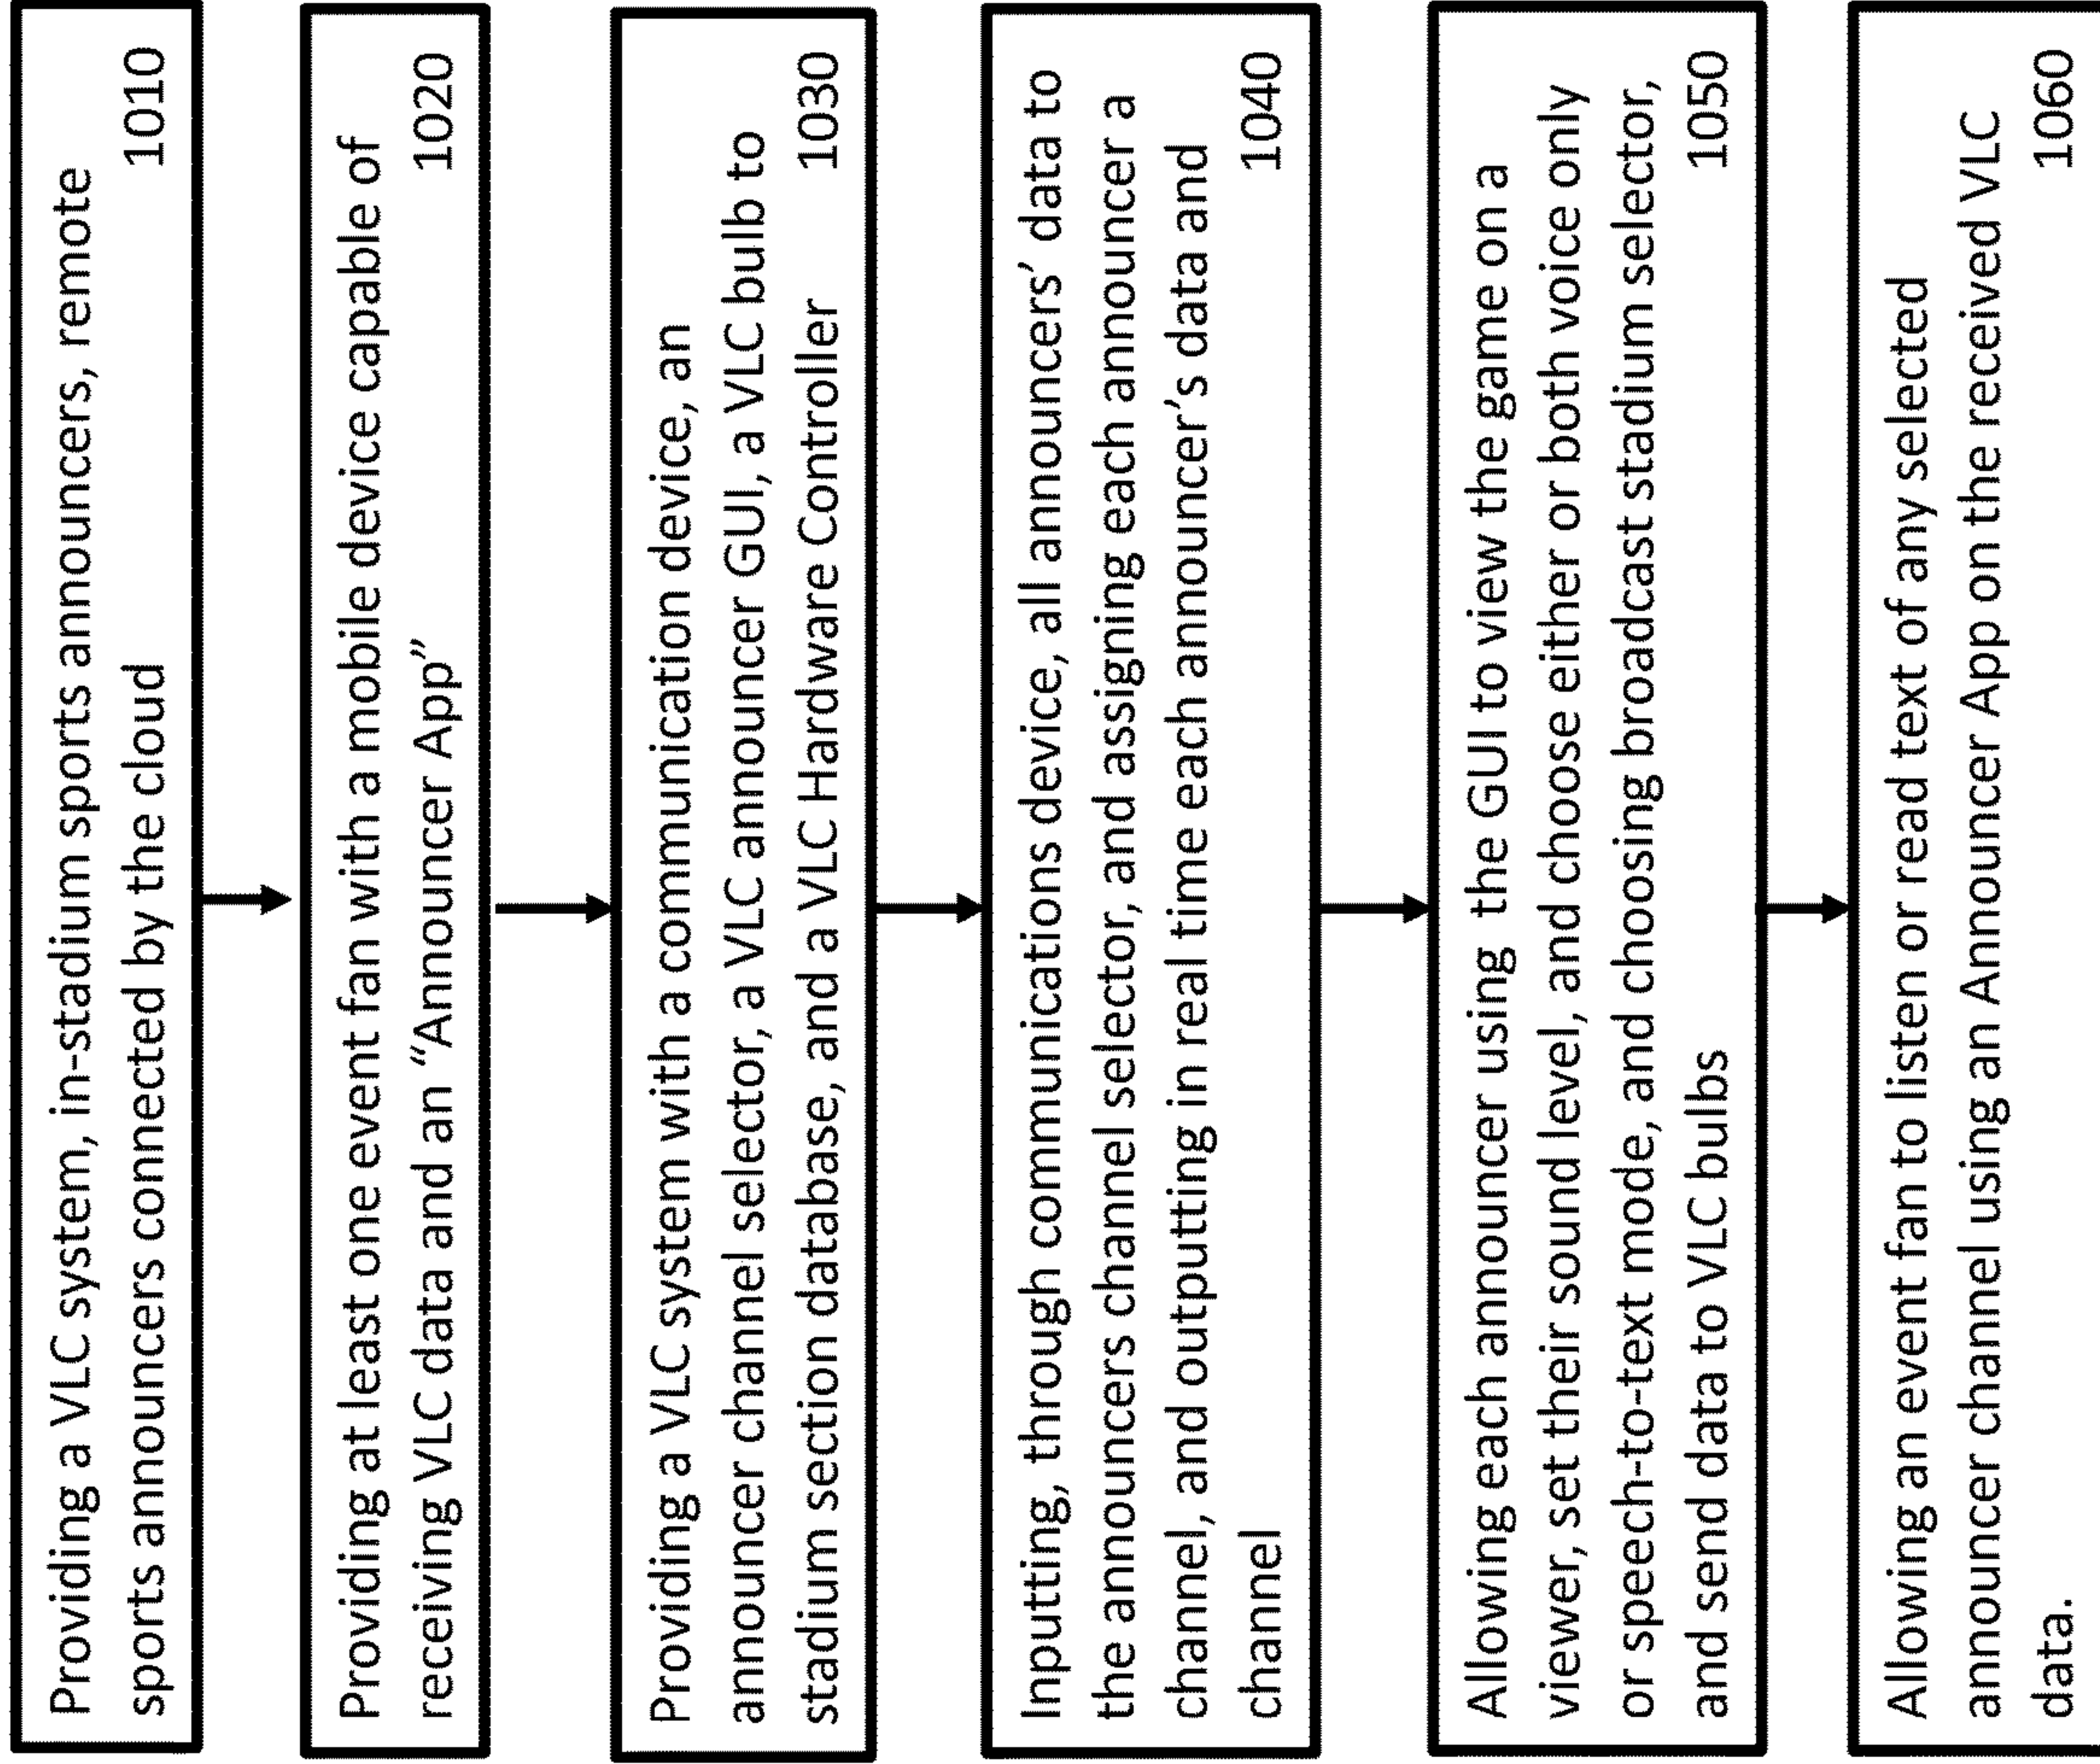 Providing a VLC system, in-stadium sports announcers, remote
sports announcers connected by the cloud 1010
Providing at least one event fan with a mobile device capable of
receiving VLC data and an “Announcer App” 1020
Providing a VLC system with a communication device, an
announcer channel selector, a VLC announcer GUI, a VLC bulb to
stadium section database, and a VLC Hardware Controller 1030
Inputting, through communications device, all announcers’ data to
the announcers channel selector, and assigning each announcer a
channel, and outputting in real time each announcer’s data and
channel 1040
Allowing each announcer using the GUI to view the game on a
viewer, set their sound level, and choose either or both voice only
or speech-to-text mode, and choosing broadcast stadium selector,
and send data to VLC bulbs 1050
Allowing an event fan to listen or read text of any selected
announcer channel using an Announcer App on the received VLC
data. 1060